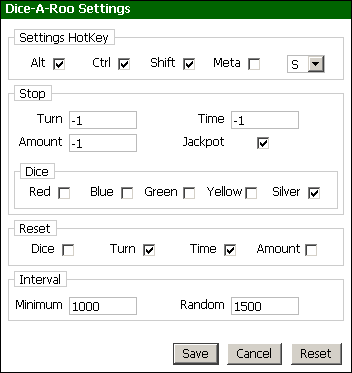 Dice-A-Roo Settings
Settings HotKey
Alt Ctrl Shift Meta S
Stop
Turn -1 Time -1
Amount -1 Jackpot
Dice
Red Blue Green Yellow Silver
Reset
Dice Turn Time Amount
Interval
Minimum 1000 Random 1500
Save Cancel Reset